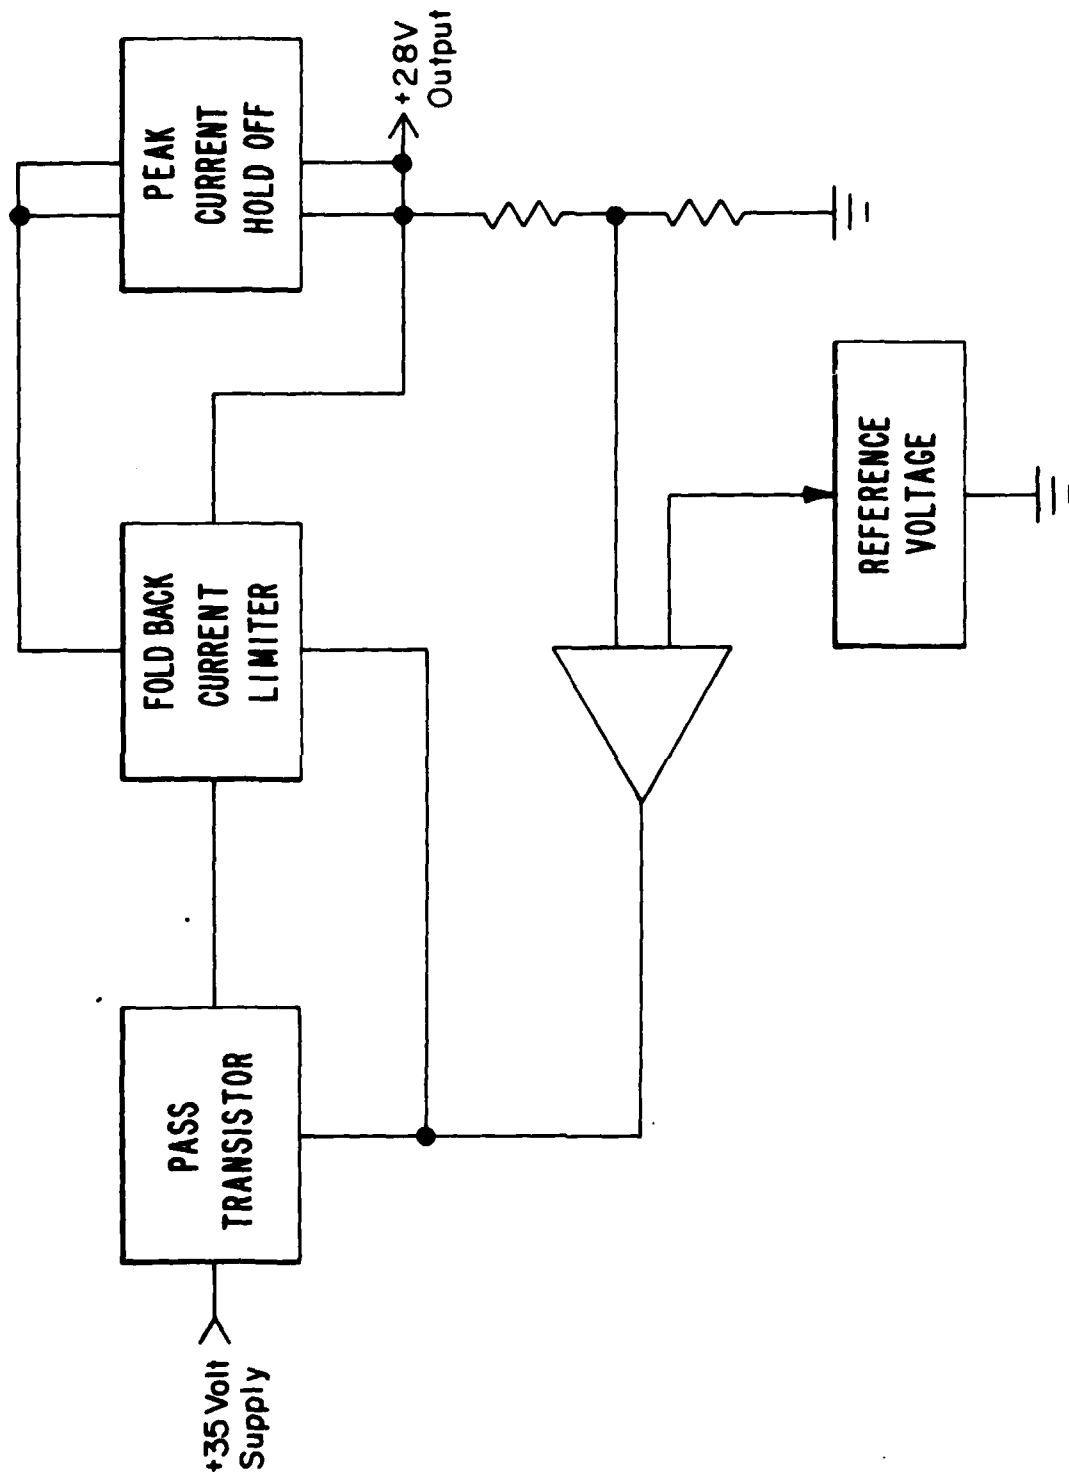 +35 Volt
Supply
PASS
TRANSISTOR
FOLD BACK
CURRENT
LIMITER
PEAK
CURRENT
HOLD OFF
+28V
Output
REFERENCE
VOLTAGE